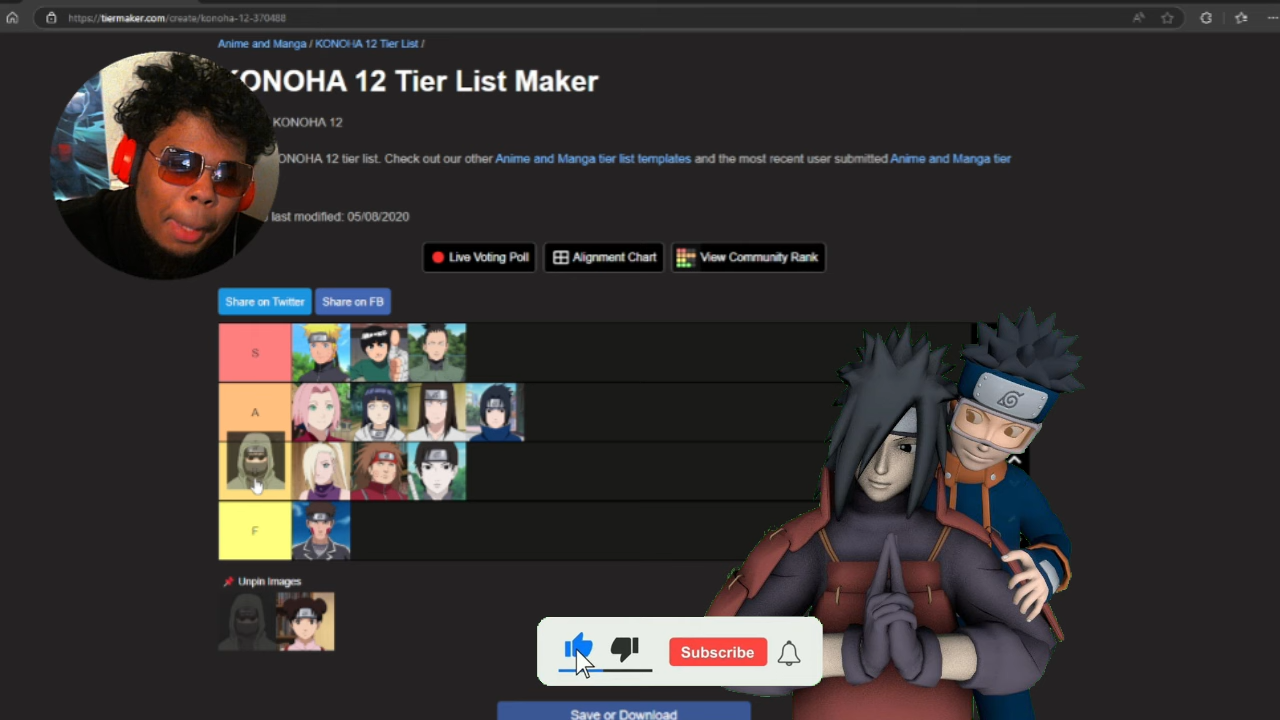 https://tiermaker.com/create/konoha-12-370488
Anime and Manga / KONOHA 12 Tier List /
KONOHA 12 Tier List Maker
KONOHA 12
KONOHA 12 tier list. Check out our other Anime and Manga tier list templates and the most recent user submitted Anime and Manga tier
last modified: 05/08/2020
Live Voting Poll
Alignment Chart
View Community Rank
Share on Twitter
Share on FB
S
A
F
Unpin Images
Subscribe
Save or Download